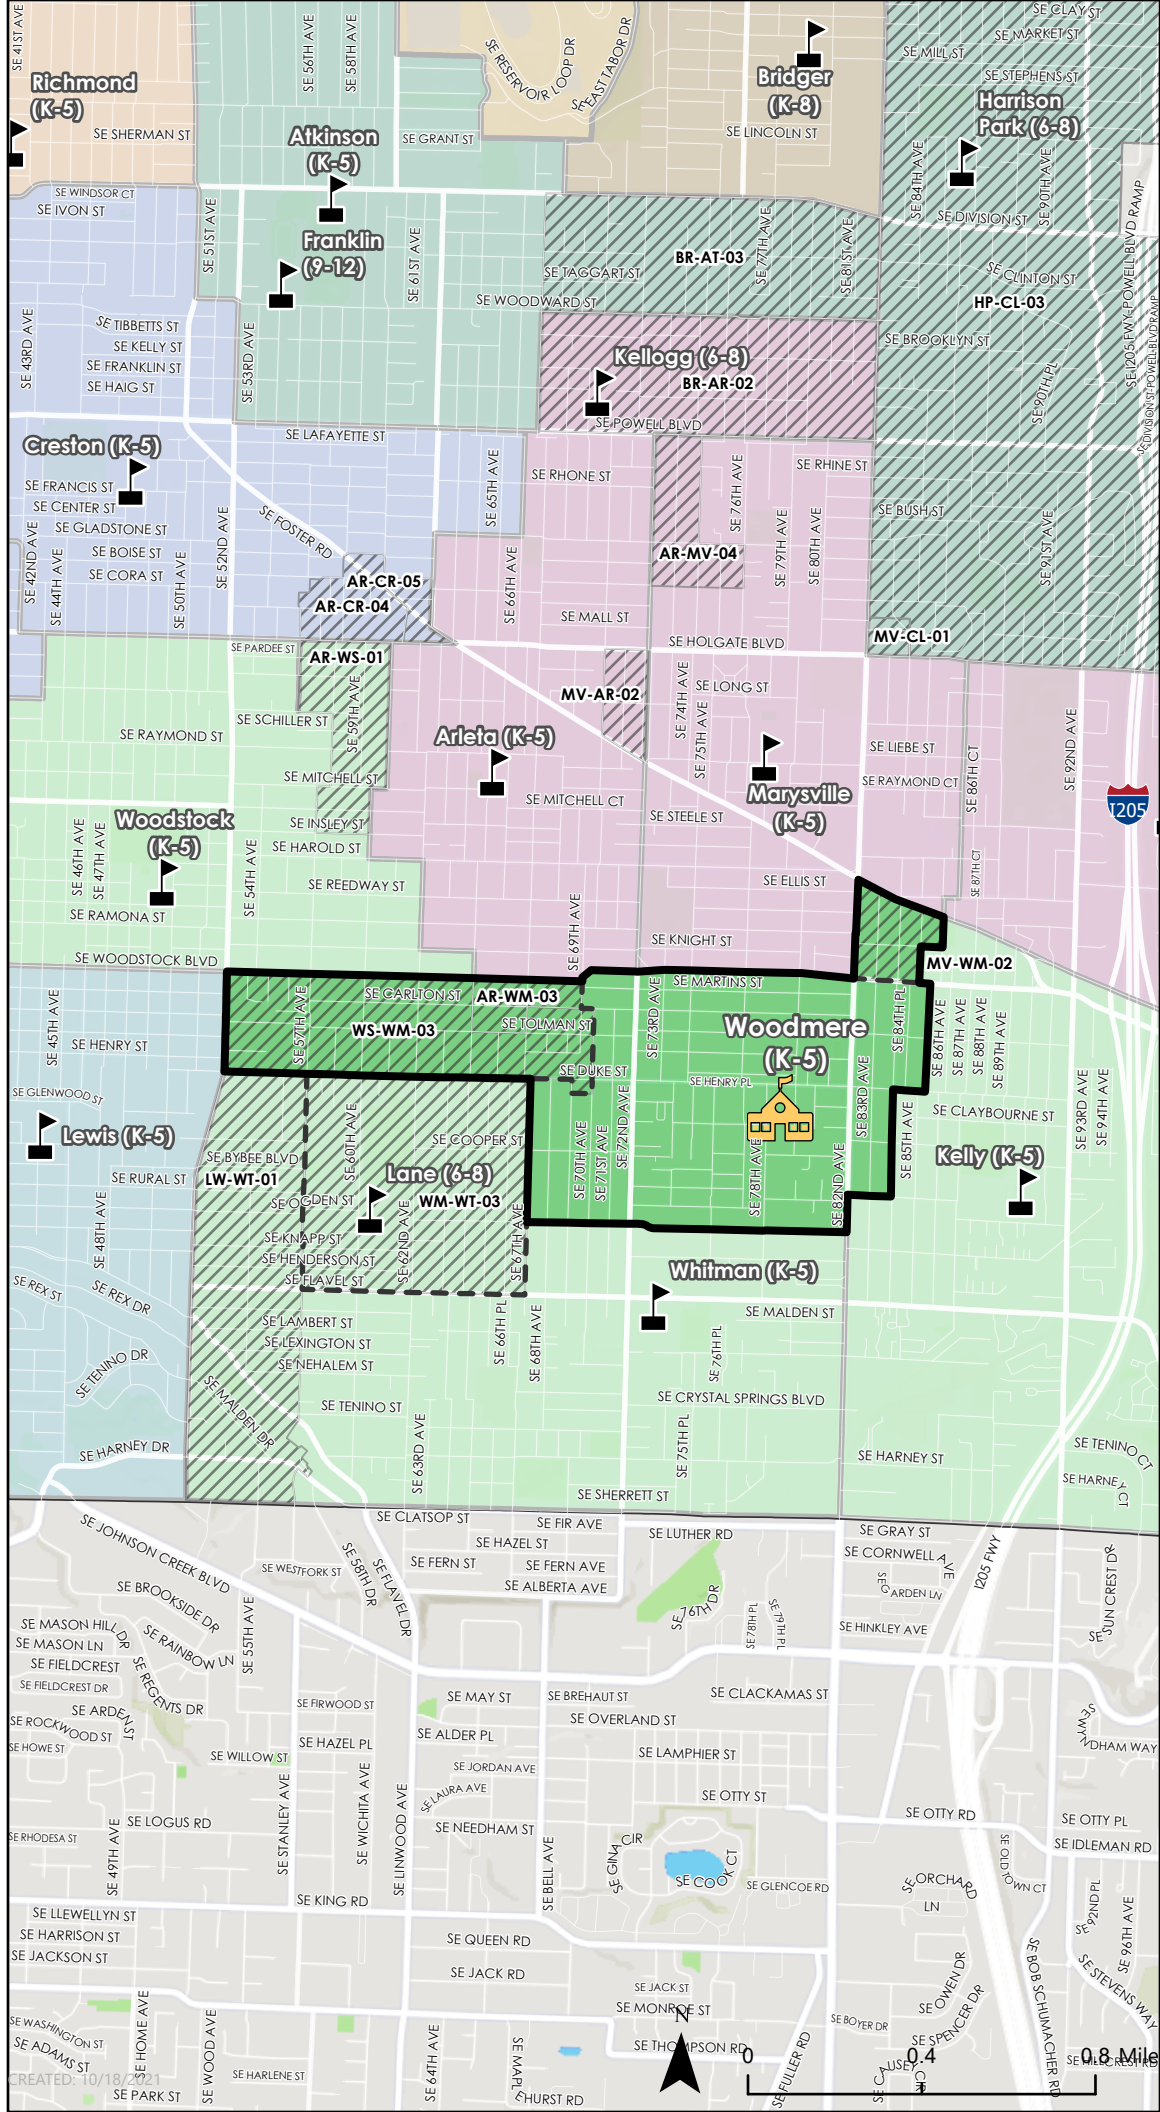 SE 41ST AVE
SE 56TH AVE
SE 58TH AVE
SE RESERVOIR LOOP DR
SE EAST TABOR DR
SE CLAY ST
SE MARKET ST
SE MILL ST
SE STEPHENS ST
Richmond
(K-5)
Bridger
(K-8)
Harrison
Park (6-8)
SE SHERMAN ST
Atkinson
(K-5)
SE GRANT ST
SE LINCOLN ST
SE 84TH AVE
SE 90TH AVE
SE WINDSOR CT
SE IVON ST
SE 51ST AVE
Franklin
(9-12)
SE 61ST AVE
BR-AT-03
SE 77TH AVE
SE 81ST AVE
SE DIVISION ST
SE I205 FWY-POWELL BLVD RAMP
SE TAGGART ST
SE CLINTON ST
SE WOODWARD ST
HP-CL-03
SE DIVISION ST-POWELL BLVD RAMP
SE TIBBETTS ST
SE KELLY ST
SE FRANKLIN ST
SE HAIG ST
SE 43RD AVE
SE 53RD AVE
SE BROOKLYN ST
Kellogg (6-8)
BR-AR-02
SE 90TH PL
SE POWELL BLVD
Creston (K-5)
SE LAFAYETTE ST
SE 65TH AVE
SE RHONE ST
SE 76TH AVE
SE RHINE ST
SE FRANCIS ST
SE CENTER ST
SE GLADSTONE ST
SE BOISE ST
SE CORA ST
SE FOSTER RD
SE BUSH ST
SE 42ND AVE
SE 44TH AVE
SE 50TH AVE
SE 52ND AVE
SE 66TH AVE
AR-MV-04
SE 79TH AVE
SE 80TH AVE
SE 91ST AVE
AR-CR-05
AR-CR-04
SE MALL ST
SE PARDEE ST
AR-WS-01
SE HOLGATE BLVD
MV-CL-01
SE 59TH AVE
MV-AR-02
SE 74TH AVE
SE LONG ST
SE SCHILLER ST
SE RAYMOND ST
Arleta (K-5)
SE 75TH AVE
SE LIEBE ST
SE 86TH CT
SE 92ND AVE
SE MITCHELL ST
SE RAYMOND CT
Marysville
(K-5)
I205
SE MITCHELL CT
Woodstock
(K-5)
SE INSLEY ST
SE STEELE ST
SE HAROLD ST
SE 46TH AVE
SE 47TH AVE
SE 54TH AVE
SE REEDWAY ST
SE ELLIS ST
SE 87TH CT
SE RAMONA ST
SE 69TH AVE
SE KNIGHT ST
SE WOODSTOCK BLVD
MV-WM-02
SE MARTINS ST
SE CARLTON ST
AR-WM-03
SE 45TH AVE
SE 57TH AVE
WS-WM-03
SE TOLMAN ST
SE 73RD AVE
Woodmere
(K-5)
SE 84TH PL
SE 86TH AVE
SE 87TH AVE
SE 88TH AVE
SE 89TH AVE
SE HENRY ST
SE DUKE ST
SE HENRY PL
SE 83RD AVE
SE GLENWOOD ST
SE 60TH AVE
SE 72ND AVE
SE 93RD AVE
SE 94TH AVE
SE CLAYBOURNE ST
Lewis (K-5)
SE COOPER ST
SE 70TH AVE
SE 71ST AVE
SE 78TH AVE
SE 82ND AVE
SE 85TH AVE
Kelly (K-5)
SE BYBEE BLVD
LW-WT-01
SE RURAL ST
Lane (6-8)
WM-WT-03
SE OGDEN ST
SE 48TH AVE
SE 62ND AVE
SE 67TH AVE
SE KNAPP ST
SE HENDERSON ST
SE FLAVEL ST
Whitman (K-5)
SE REX ST
SE REX DR
SE MALDEN ST
SE LAMBERT ST
SE LEXINGTON ST
SE NEHALEM ST
SE 66TH PL
SE 68TH AVE
SE 76TH PL
SE TENINO DR
SE MALDEN DR
SE TENINO ST
SE CRYSTAL SPRINGS BLVD
SE 63RD AVE
SE 75TH PL
SE HARNEY DR
SE HARNEY ST
SE TENINO CT
SE HARNEY CT
SE SHERRETT ST
SE CLATSOP ST
SE FIR AVE
SE LUTHER RD
SE GRAY ST
SE JOHNSON CREEK BLVD
SE HAZEL ST
SE CORNWELL AVE
I205 FWY
SE WESTFORK ST
SE 58TH DR
SE FLAVEL DR
SE FERN ST
SE FERN AVE
SE ALBERTA AVE
SE GARDEN LN
SE SUN CREST DR
SE BROOKSIDE DR
SE 55TH AVE
SE 76TH DR
SE 78TH PL
SE 79TH PL
SE HINKLEY AVE
SE MASON HILL DR
SE MASON LN
SE RAINBOW LN
SE FIELDCREST
SE FIELDCREST DR
SE REGENTS DR
SE FIRWOOD ST
SE MAY ST
SE BREHAUT ST
SE CLACKAMAS ST
SE ARDEN ST
SE ROCKWOOD ST
SE HOWE ST
SE OVERLAND ST
SE ALDER PL
SE WYNDHAM WAY
SE HAZEL PL
SE WILLOW ST
SE LAMPHIER ST
SE JORDAN AVE
SE LAURA AVE
SE OTTY ST
SE STANLEY AVE
SE WICHITA AVE
SE LINWOOD AVE
SE OTTY RD
SE OTTY PL
SE LOGUS RD
SE NEEDHAM ST
SE RHODESA ST
SE 49TH AVE
SE GINA CIR
SE IDLEMAN RD
SE OLD TOWN CT
SE BELL AVE
SE COOK CT
SE GLENCOE RD
SE ORCHARD
LN
SE 92ND PL
SE 96TH AVE
SE KING RD
SE LLEWELLYN ST
SE HARRISON ST
SE JACKSON ST
SE QUEEN RD
SE JACK RD
SE JACK ST
SE BOB SCHUMACHER RD
SE STEVENS WAY
SE OWEN DR
SE SPENCER DR
SE MONROE ST
SE BOYER DR
SE WASHINGTON ST
SE ADAMS ST
SE HOME AVE
SE WOOD AVE
SE 64TH AVE
SE MAPLEHURST RD
SE THOMPSON RD
SE FULLER RD
SE CAUSEY CIR
SE HILLCREST RD
SE HARLENE ST
SE PARK ST
N
0 0.4 0.8 Mile
CREATED: 10/18/2021